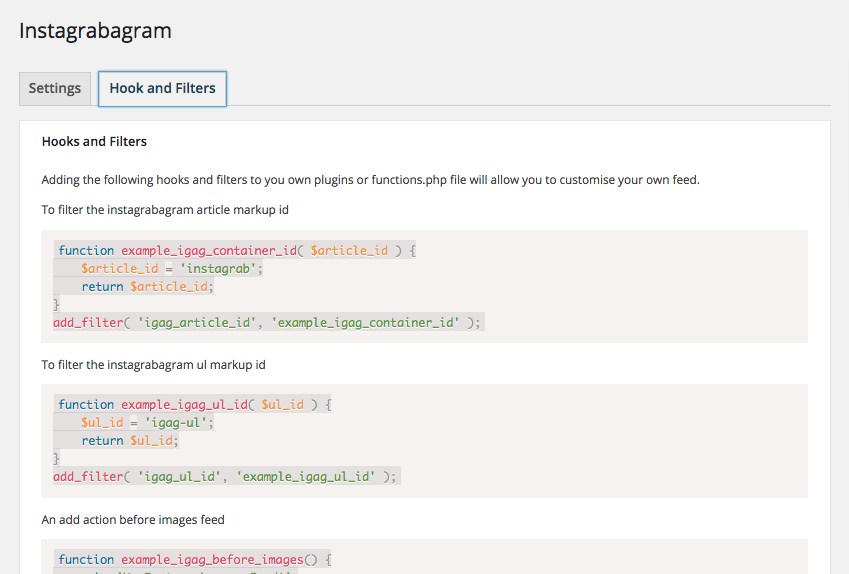 Instagrabagram
Settings
Hook and Filters
Hooks and Filters
Adding the following hooks and filters to you own plugins or functions.php file will allow you to customise your own feed.
To filter the instagrabagram article markup id
function example_igag_container_id( $article_id ) {
$article_id = 'instagrab';
return $article_id;
}
add_filter( 'igag_article_id', 'example_igag_container_id' );
To filter the instagrabagram ul markup id
function example_igag_ul_id( $ul_id ) {
$ul_id = 'igag-ul';
return $ul_id;
}
add_filter( 'igag_ul_id', 'example_igag_ul_id' );
An add action before images feed
function example_igag_before_images() {